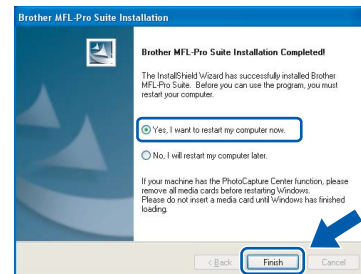 Brother MFL-Pro Suite Installation
Brother MFL-Pro Suite Installation Completed!
The InstallShield Wizard has successfully installed Brother
MFL-Pro Suite. Before you can use the program, you must
restart your computer.
Yes, I want to restart my computer now.
No, I will restart my computer later.
If your machine has the PhotoCapture Center function, please
remove all media cards before restarting Windows.
Please do not insert a media card until Windows has finished
loading.
< Back
Finish
Cancel